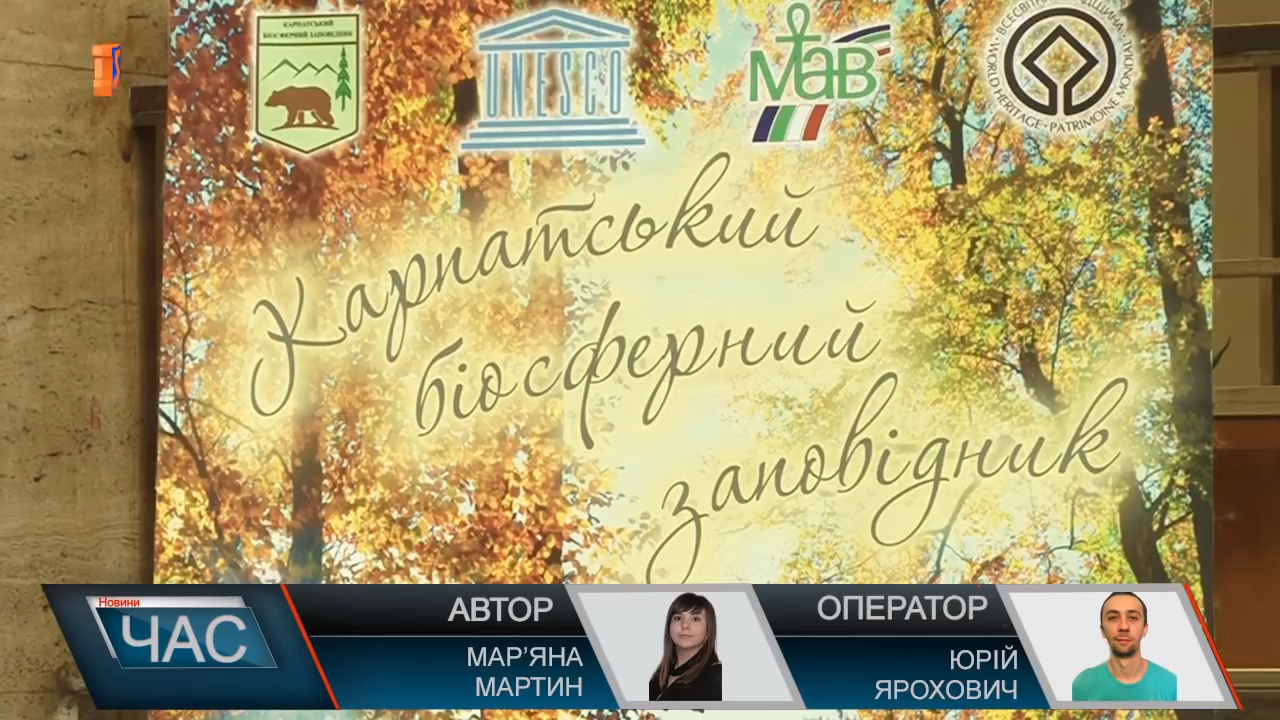 КАРПАТСЬКИЙ
БІОСФЕРНИЙ ЗАПОВІДНИК
UNESCO
MaB
WORLD HERITAGE • PATRIMOINE MONDIAL •
Карпатський
біосферний
заповідник
Новини
ЧАС
АВТОР
МАР’ЯНА
МАРТИН
ОПЕРАТОР
ЮРІЙ
ЯРОХОВИЧ